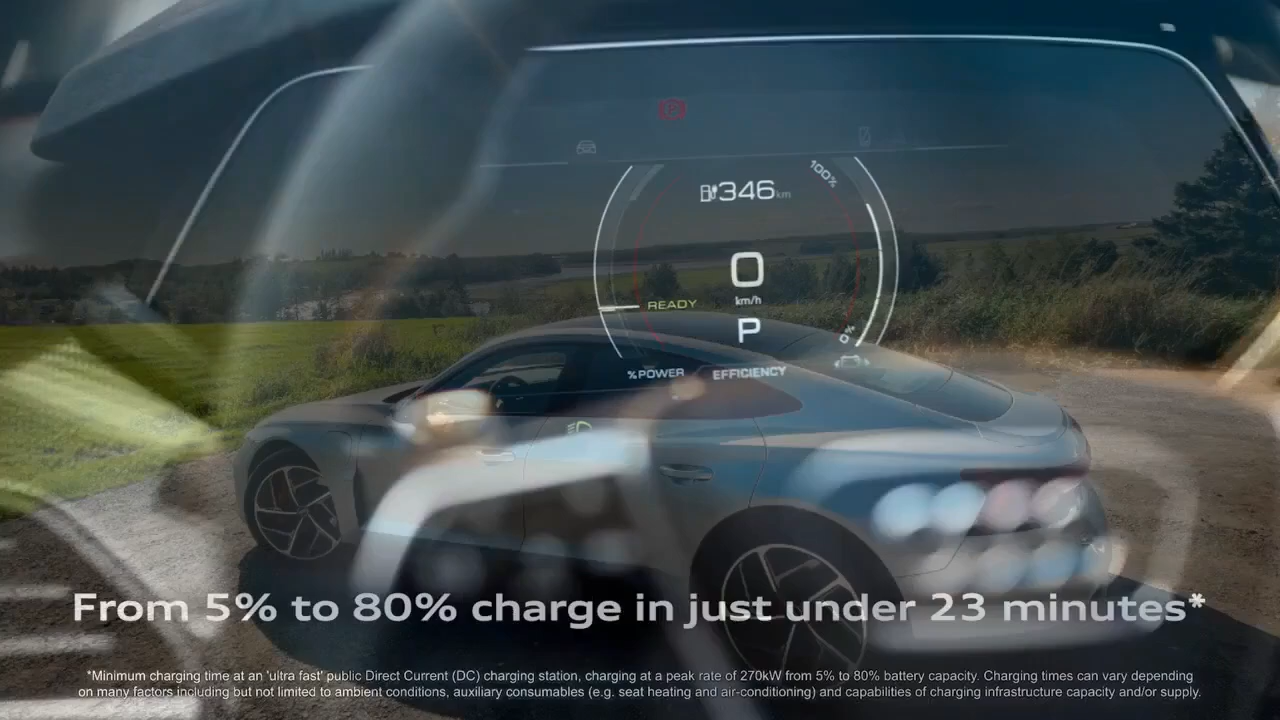 P
100%
346 km
0
km/h
READY
P
0%
%POWER EFFICIENCY
From 5% to 80% charge in just under 23 minutes*
*Minimum charging time at an 'ultra fast' public Direct Current (DC) charging station, charging at a peak rate of 270kW from 5% to 80% battery capacity. Charging times can vary depending
on many factors including but not limited to ambient conditions, auxiliary consumables (e.g. seat heating and air-conditioning) and capabilities of charging infrastructure capacity and/or supply.